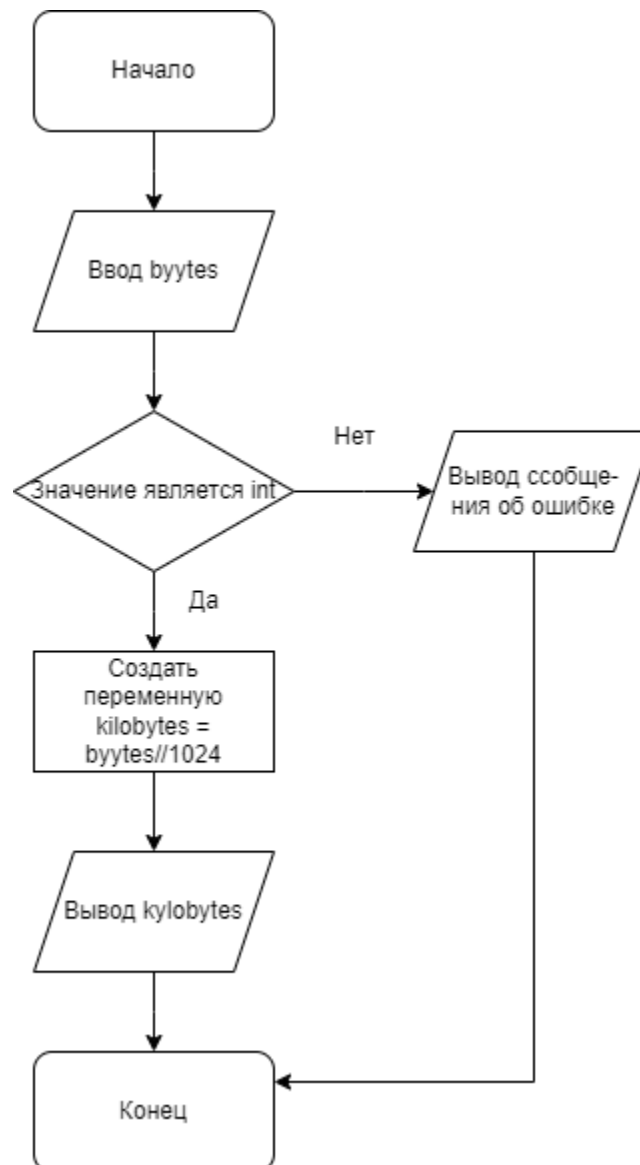 Начало
Ввод byytes
Значение является int
Нет
Вывод ссобще-
ния об ошибке
Да
Создать
переменную
kilobytes =
byytes//1024
Вывод kylobytes
Конец